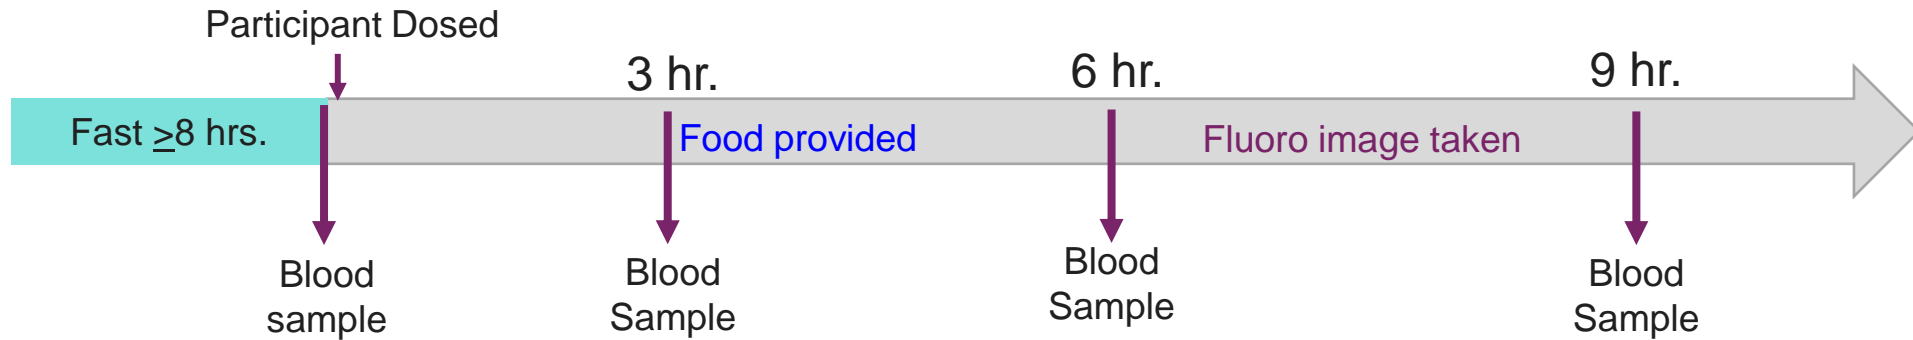 Participant Dosed
3 hr.
6 hr.
9 hr.
Fast ≥8 hrs.
Food provided
Fluoro image taken
Blood
sample
Blood
Sample
Blood
Sample
Blood
Sample